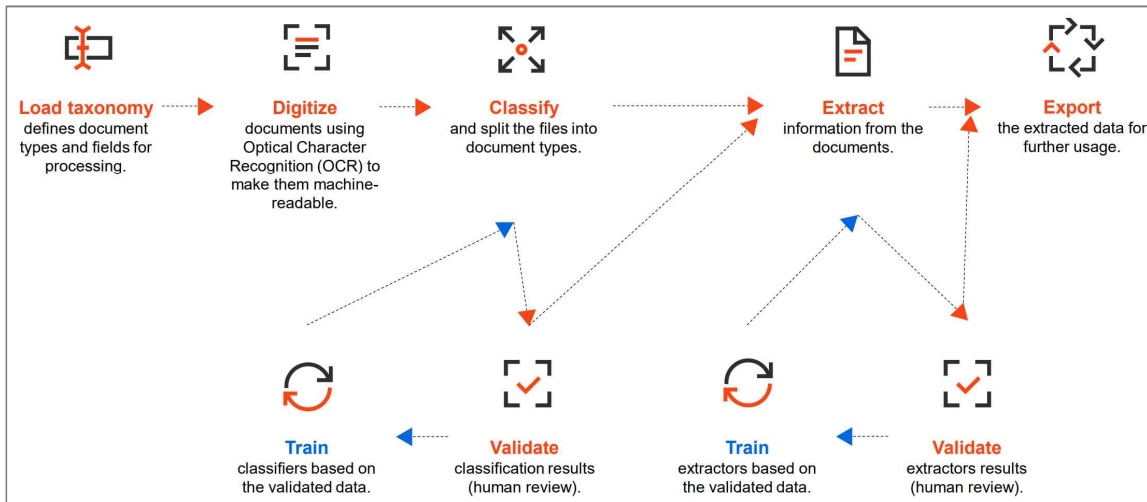 Load taxonomy
defines document
types and fields for
processing.
Digitize
documents using
Optical Character
Recognition (OCR) to
make them machine-
readable.
Classify
and split the files into
document types.
Extract
information from the
documents.
Export
the extracted data for
further usage.
Train
classifiers based on
the validated data.
Validate
classification results
(human review).
Train
extractors based on
the validated data.
Validate
extractors results
(human review).